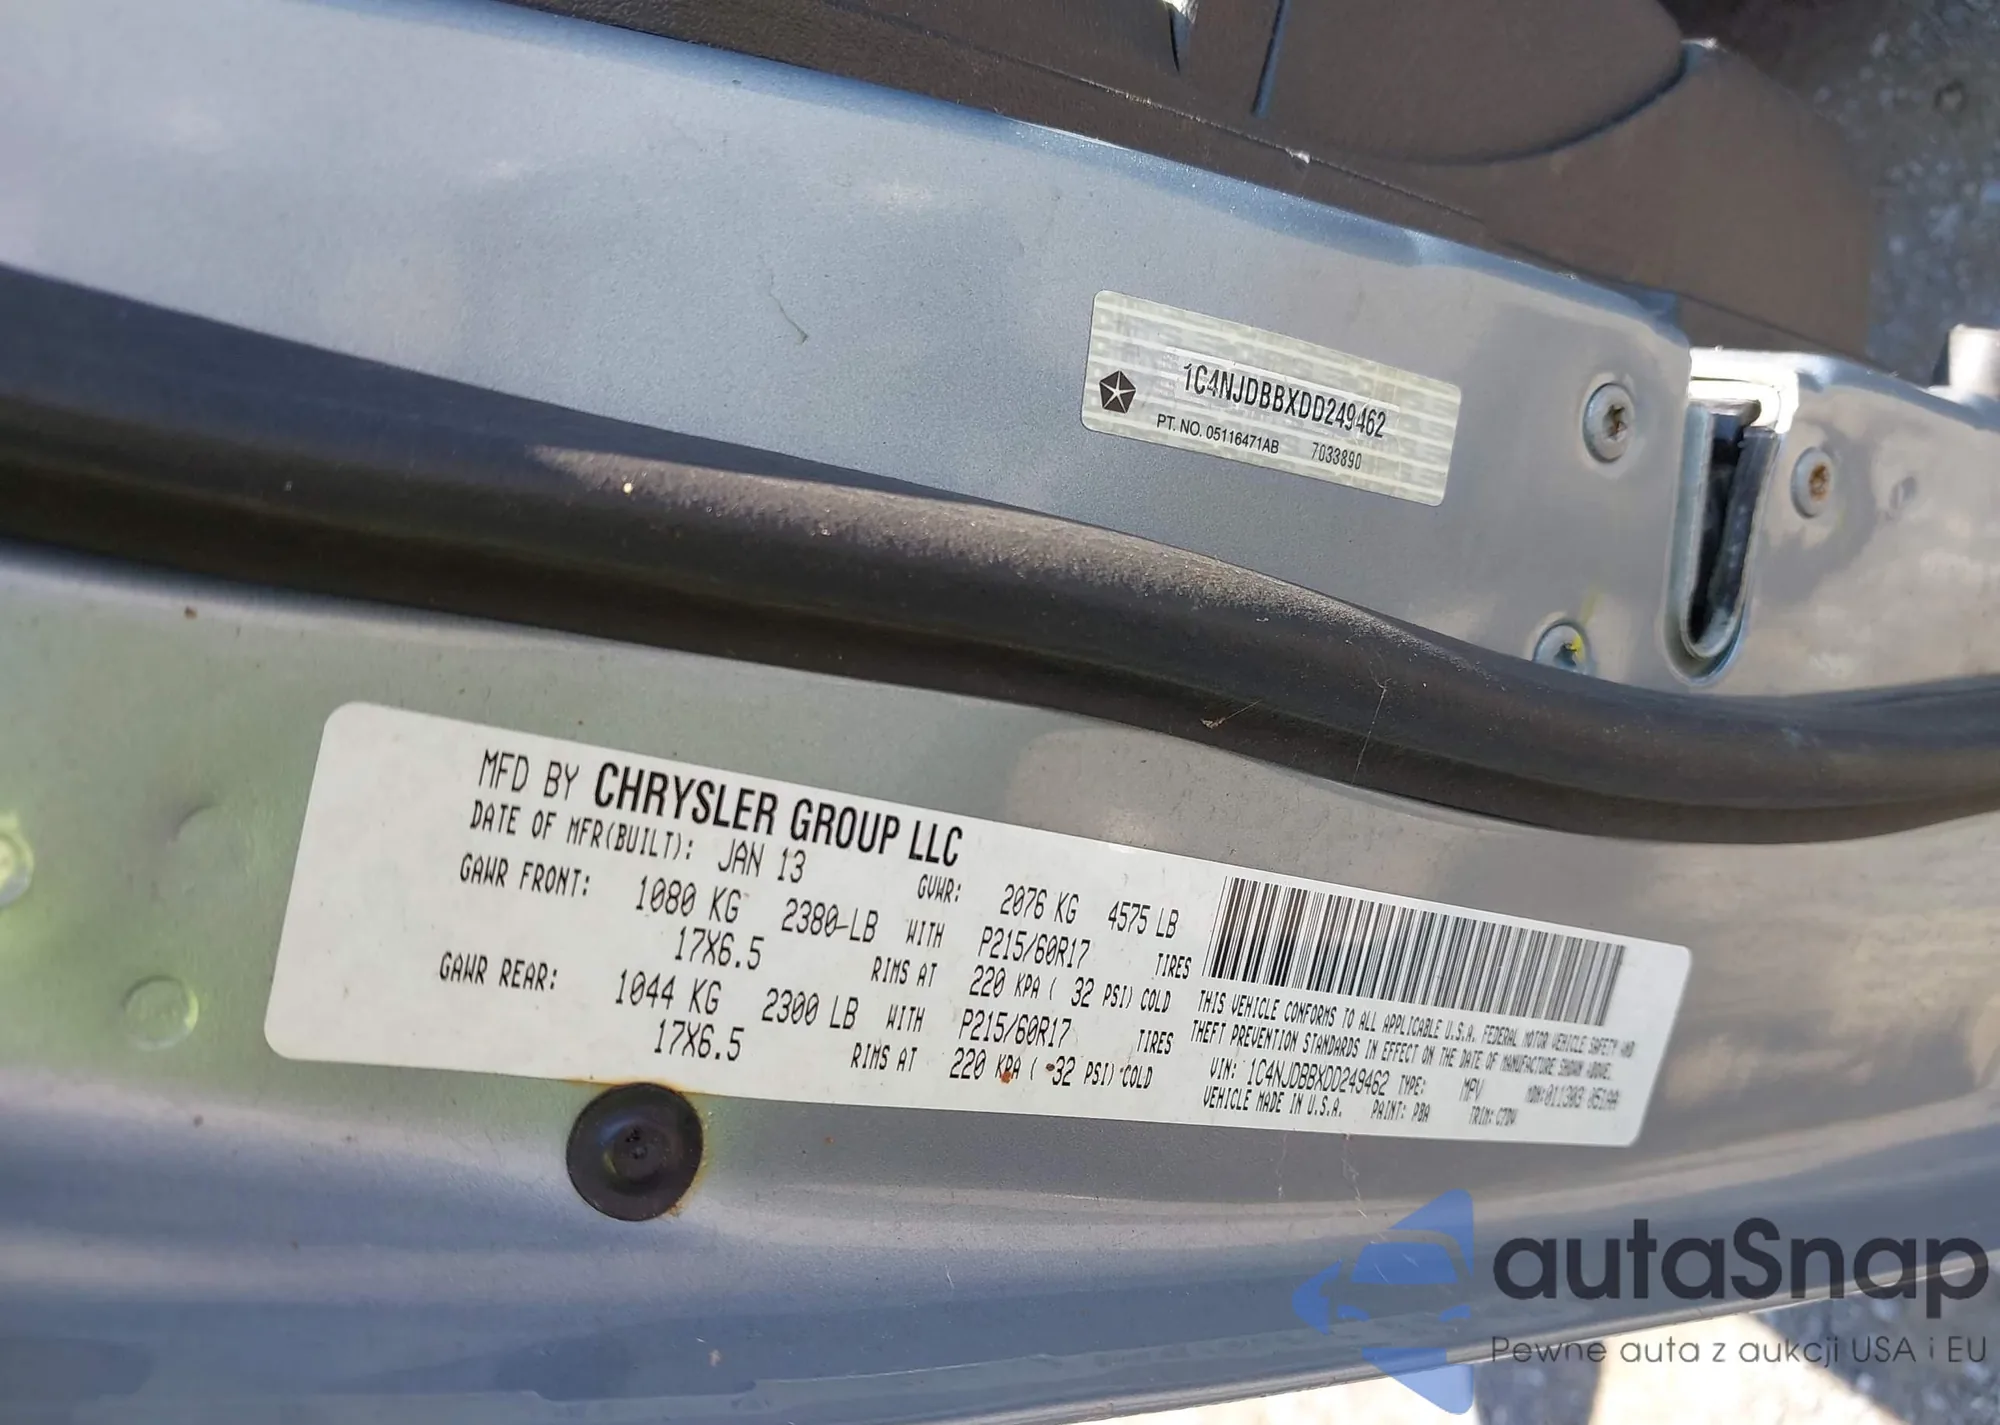 1C4NJDBBXDD249462
PT. NO. 05116471AB 7033890
MFD BY CHRYSLER GROUP LLC
DATE OF MFR(BUILT): JAN 13 GVWR: 2076 KG 4575 LB
GAWR FRONT: 1080 KG 2380 LB WITH P215/60R17 TIRES
17X6.5 RIMS AT 220 KPA ( 32 PSI) COLD
GAWR REAR: 1044 KG 2300 LB WITH P215/60R17 TIRES
17X6.5 RIMS AT 220 KPA ( 32 PSI) COLD
THIS VEHICLE CONFORMS TO ALL APPLICABLE U.S.A. FEDERAL MOTOR VEHICLE SAFETY AND
THEFT PREVENTION STANDARDS IN EFFECT ON THE DATE OF MANUFACTURE SHOWN ABOVE.
VIN: 1C4NJDBBXDD249462 TYPE: MPV MDH:
VEHICLE MADE IN U.S.A. PAINT: PBA TRIM:
autoSnap
Pewne auta z aukcji USA i EU